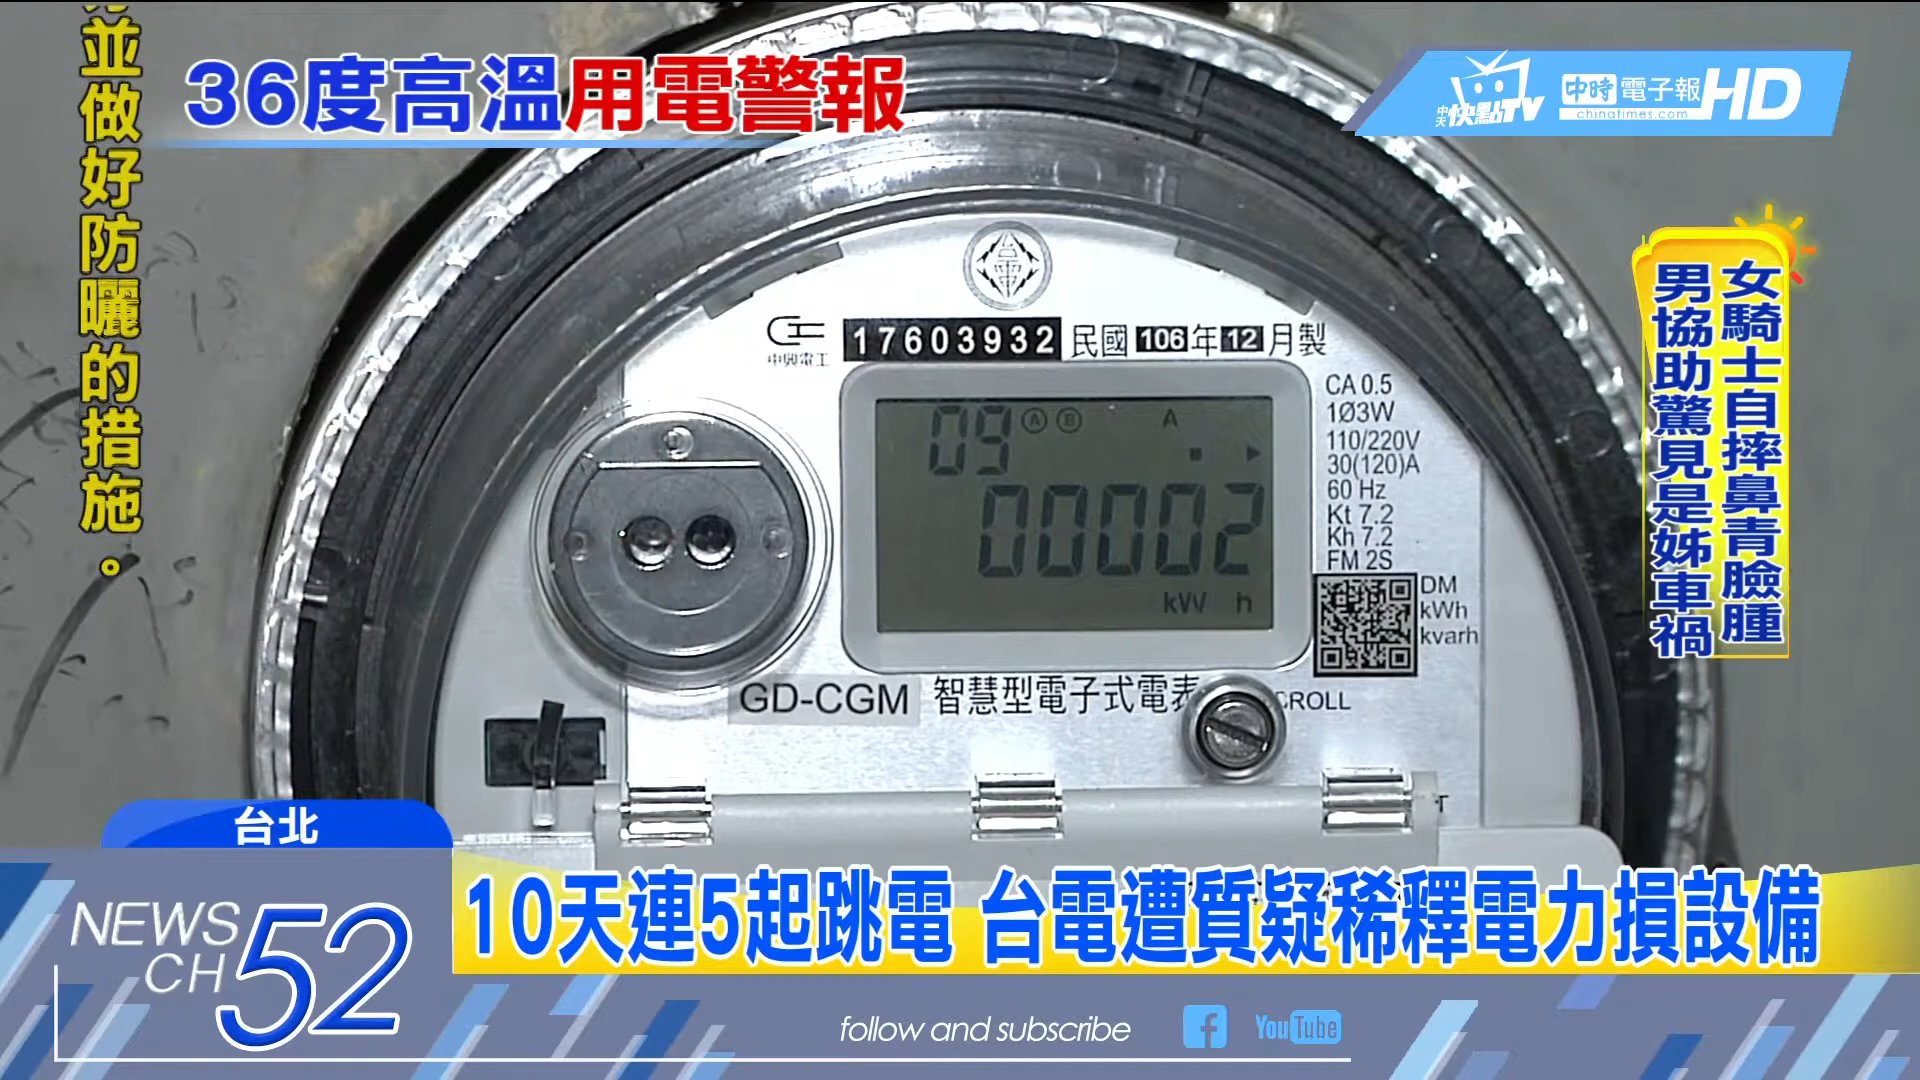 並做好防曬的措施。
36度高溫用電警報
中天快點TV
中時電子報HD
chinatimes.com
女騎士自摔鼻青臉腫
男協助驚見是姊車禍
台電
中興電工
17603932 民國106年12月製
09 Ⓐ Ⓑ A
00002
kW h
CA 0.5
1Ø3W
110/220V
30(120)A
60 Hz
Kt 7.2
Kh 7.2
FM 2S
DM
kWh
kvarh
GD-CGM 智慧型電子式電表
CROLL
T
台北
NEWS
CH 52
10天連5起跳電 台電遭質疑稀釋電力損設備
follow and subscribe
YouTube